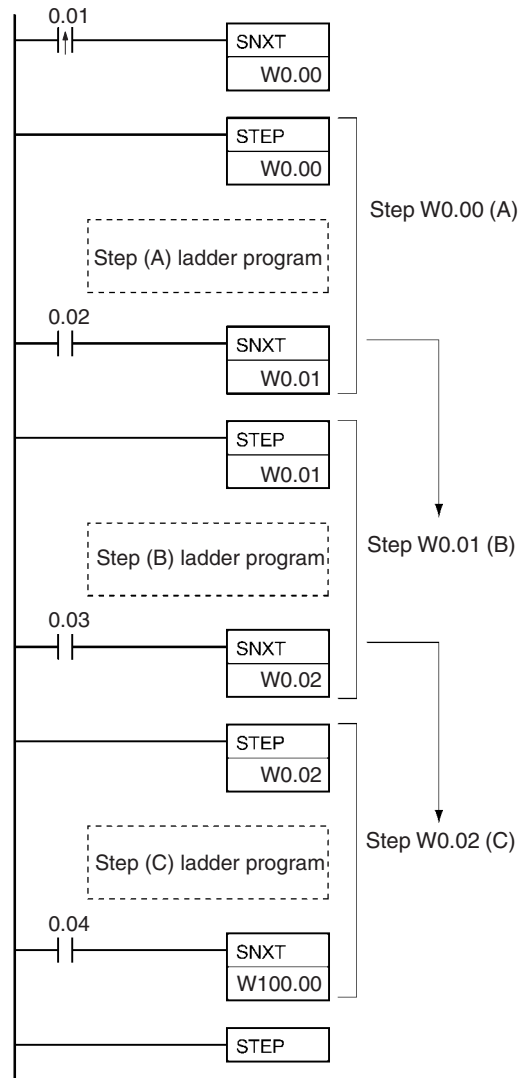 0.01
SNXT
W0.00
STEP
W0.00
Step W0.00 (A)
Step (A) ladder program
0.02
SNXT
W0.01
STEP
W0.01
Step W0.01 (B)
Step (B) ladder program
0.03
SNXT
W0.02
STEP
W0.02
Step W0.02 (C)
Step (C) ladder program
0.04
SNXT
W100.00
STEP